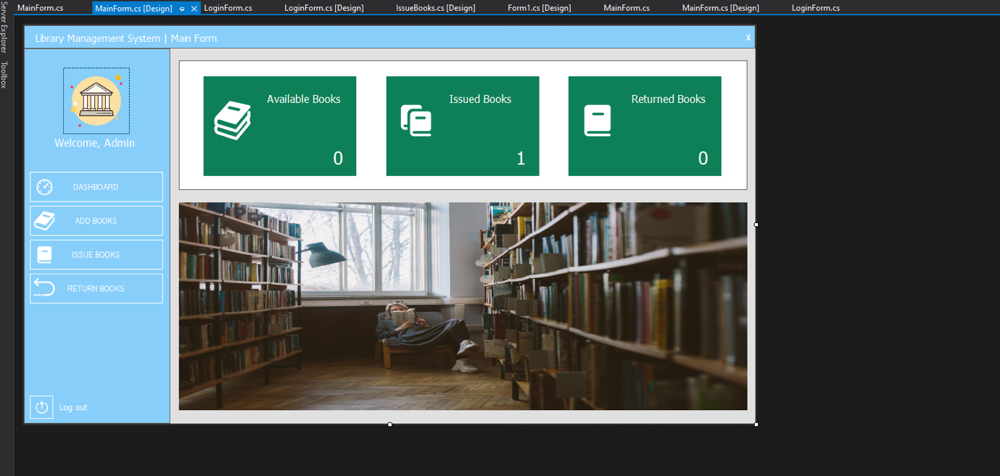 MainForm.cs
MainForm.cs [Design]
LoginForm.cs
LoginForm.cs [Design]
IssueBooks.cs [Design]
Form1.cs [Design]
MainForm.cs
MainForm.cs [Design]
LoginForm.cs
Server Explorer
Toolbox
Library Management System | Main Form
X
Welcome, Admin
DASHBOARD
ADD BOOKS
ISSUE BOOKS
RETURN BOOKS
Log out
Available Books
0
Issued Books
1
Returned Books
0